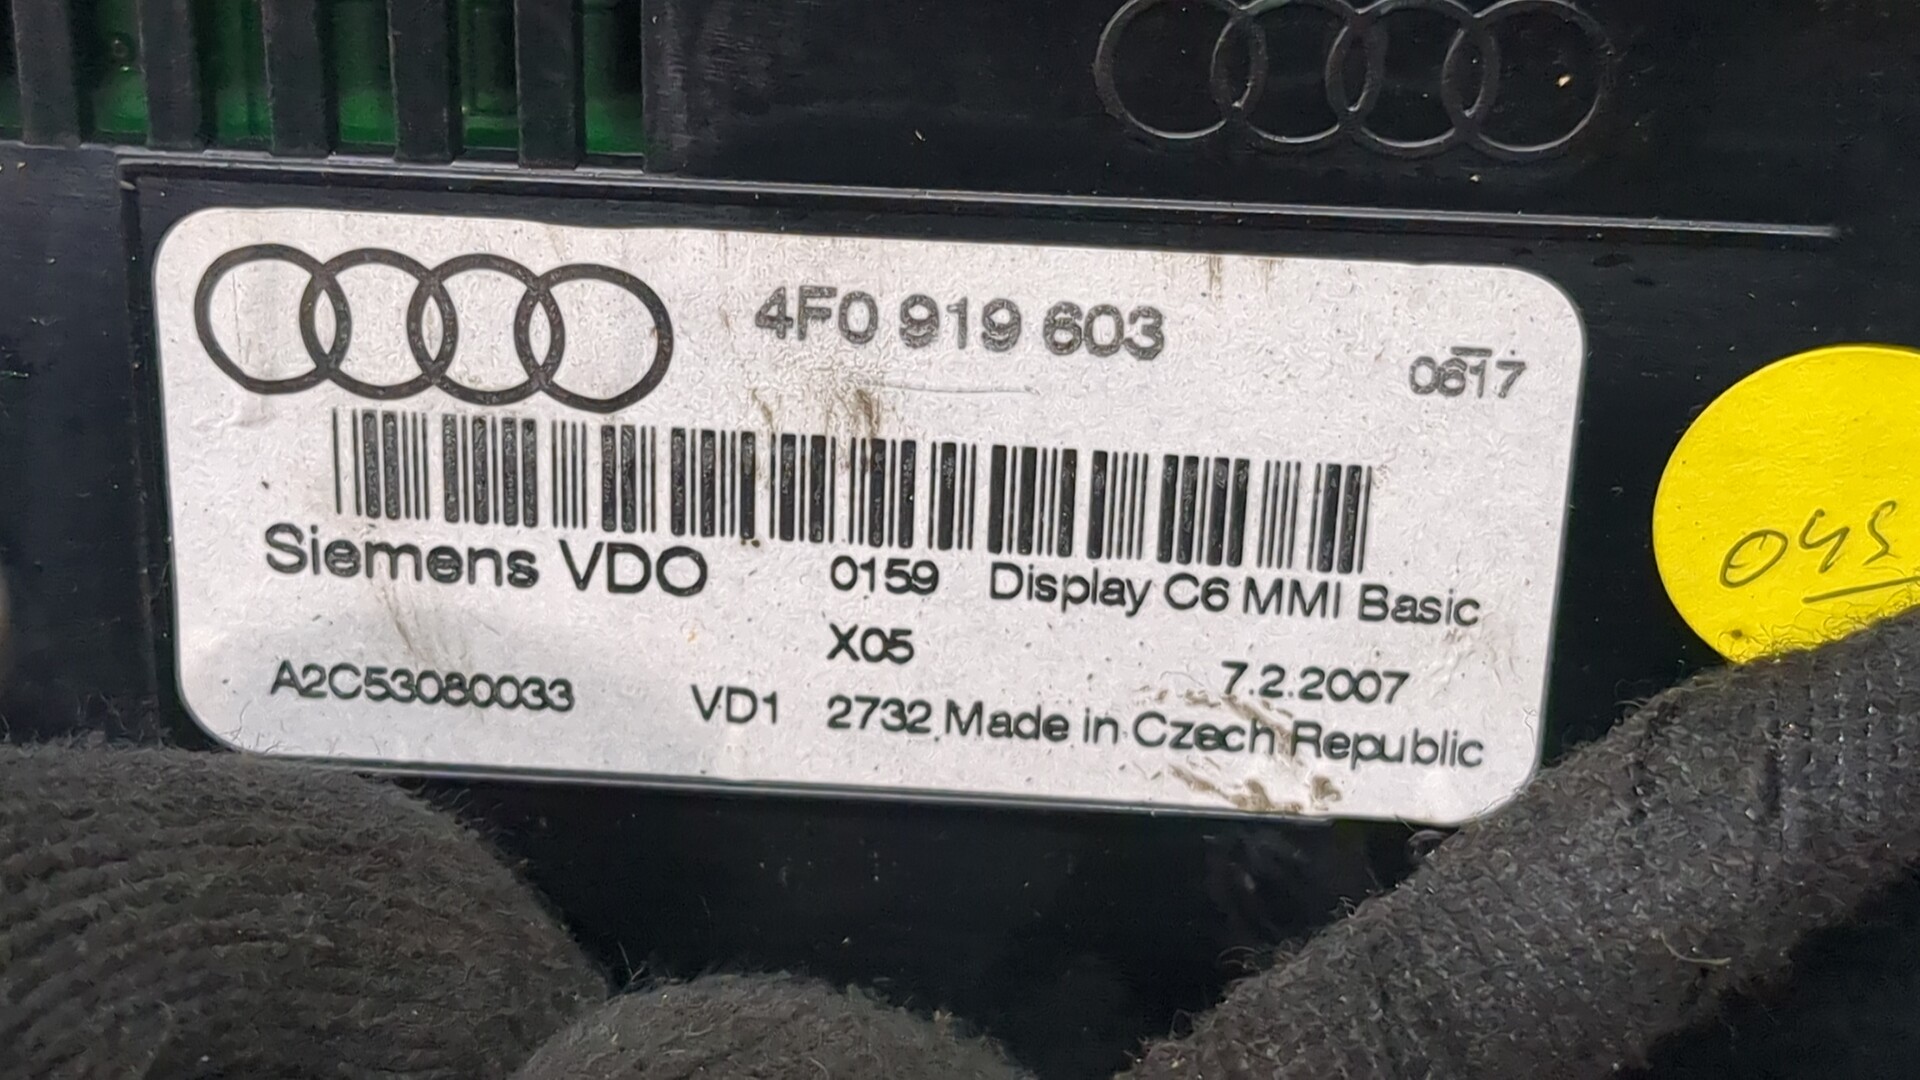 4F0 919 603
0617
Siemens VDO 0159 Display C6 MMI Basic
X05
A2C53080033 VD1 2732 Made in Czech Republic
7.2.2007
045